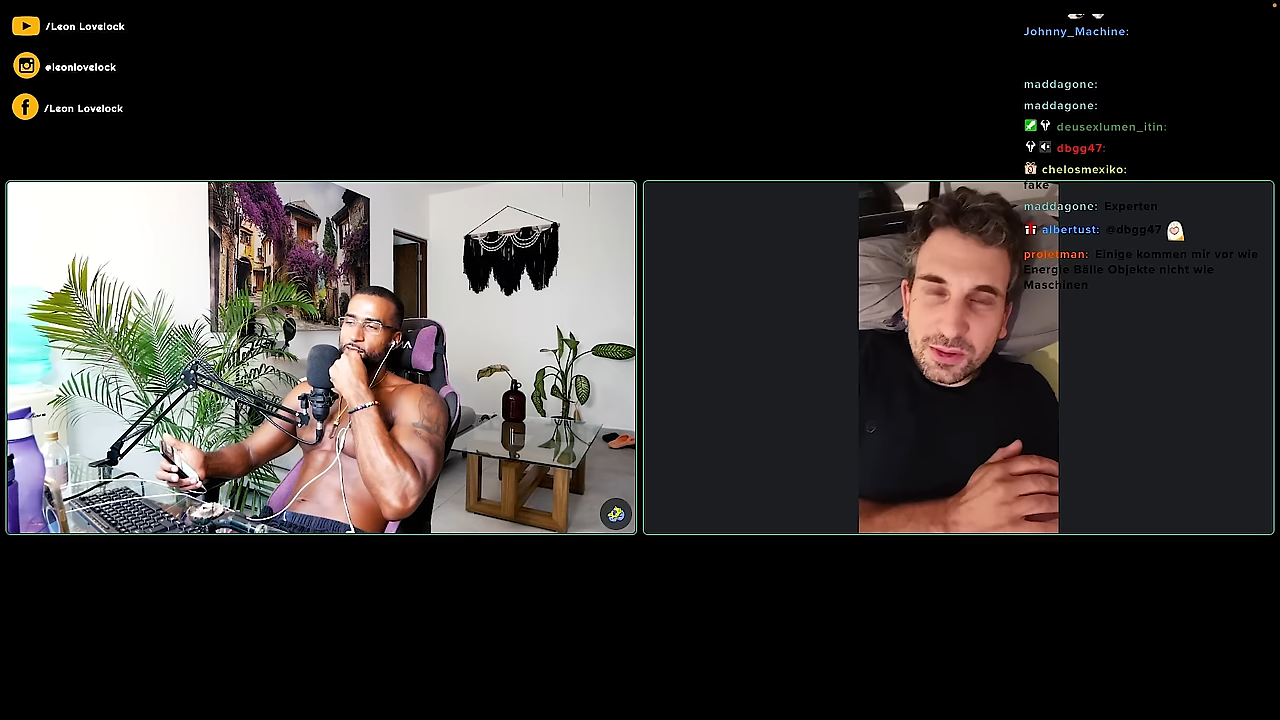 /Leon Lovelock
@leonlovelock
/Leon Lovelock
Johnny_Machine:
maddagone:
maddagone:
deusexlumen_itin:
dbgg47:
chelosmexiko:
fake
maddagone: Experten
albertust: @dbgg47
proletman: Einige kommen mir vor wie
Energie Bälle Objekte nicht wie
Maschinen